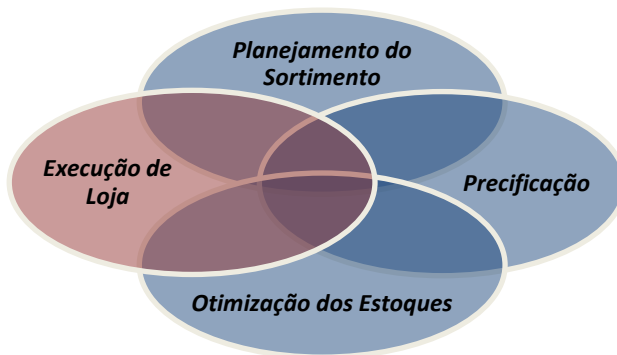 Planejamento do
Sortimento
Execução de
Loja
Precificação
Otimização dos Estoques